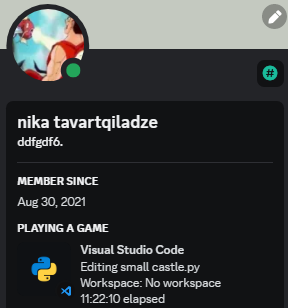 nika tavartqiladze
ddfgdf6.
MEMBER SINCE
Aug 30, 2021
PLAYING A GAME
Visual Studio Code
Editing small castle.py
Workspace: No workspace
11:22:10 elapsed